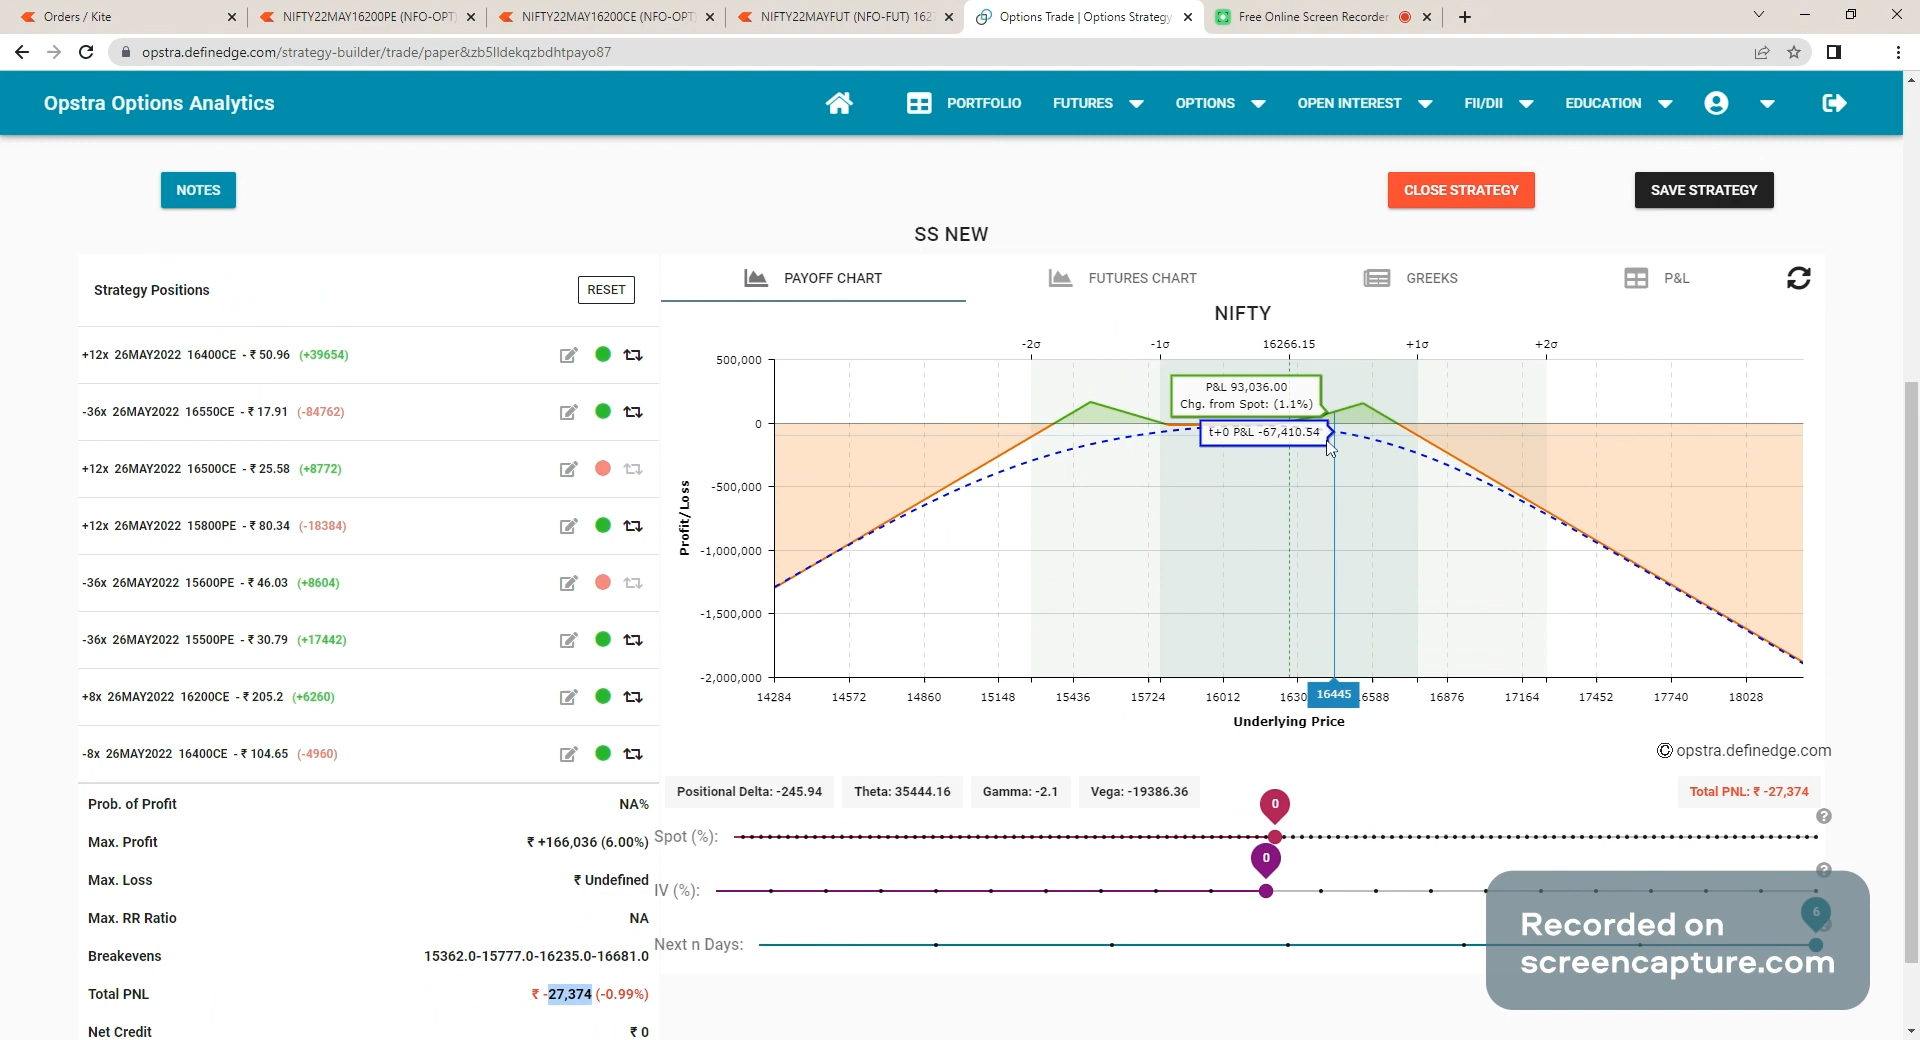 Orders / Kite
NIFTY22MAY16200PE (NFO-OPT)
NIFTY22MAY16200CE (NFO-OPT
NIFTY22MAYFUT (NFO-FUT) 162
Options Trade | Options Strategy
Free Online Screen Recorder
opstra.definedge.com/strategy-builder/trade/paper&zb5lldekqzbdhtpayo87
Opstra Options Analytics
PORTFOLIO
FUTURES
OPTIONS
OPEN INTEREST
FII/DII
EDUCATION
NOTES
CLOSE STRATEGY
SAVE STRATEGY
SS NEW
Strategy Positions
RESET
+12x 26MAY2022 16400CE - ₹ 50.96 (+39654)
-36x 26MAY2022 16550CE - ₹ 17.91 (-84762)
+12x 26MAY2022 16500CE - ₹ 25.58 (+8772)
+12x 26MAY2022 15800PE - ₹ 80.34 (-18384)
-36x 26MAY2022 15600PE - ₹ 46.03 (+8604)
-36x 26MAY2022 15500PE - ₹ 30.79 (+17442)
+8x 26MAY2022 16200CE - ₹ 205.2 (+6260)
-8x 26MAY2022 16400CE - ₹ 104.65 (-4960)
Prob. of Profit NA%
Max. Profit ₹ +166,036 (6.00%)
Max. Loss ₹ Undefined
Max. RR Ratio NA
Breakevens 15362.0-15777.0-16235.0-16681.0
Total PNL ₹ -27,374 (-0.99%)
Net Credit ₹ 0
PAYOFF CHART
FUTURES CHART
GREEKS
P&L
NIFTY
-2σ -1σ 16266.15 +1σ +2σ
500,000
0
-500,000
-1,000,000
-1,500,000
-2,000,000
Profit/Loss
P&L 93,036.00
Chg. from Spot: (1.1%)
t+0 P&L -67,410.54
14284 14572 14860 15148 15436 15724 16012 1630 16445 6588 16876 17164 17452 17740 18028
Underlying Price
© opstra.definedge.com
Positional Delta: -245.94
Theta: 35444.16
Gamma: -2.1
Vega: -19386.36
Total PNL: ₹ -27,374
0
Spot (%):
0
IV (%):
6
Next n Days:
Recorded on
screencapture.com